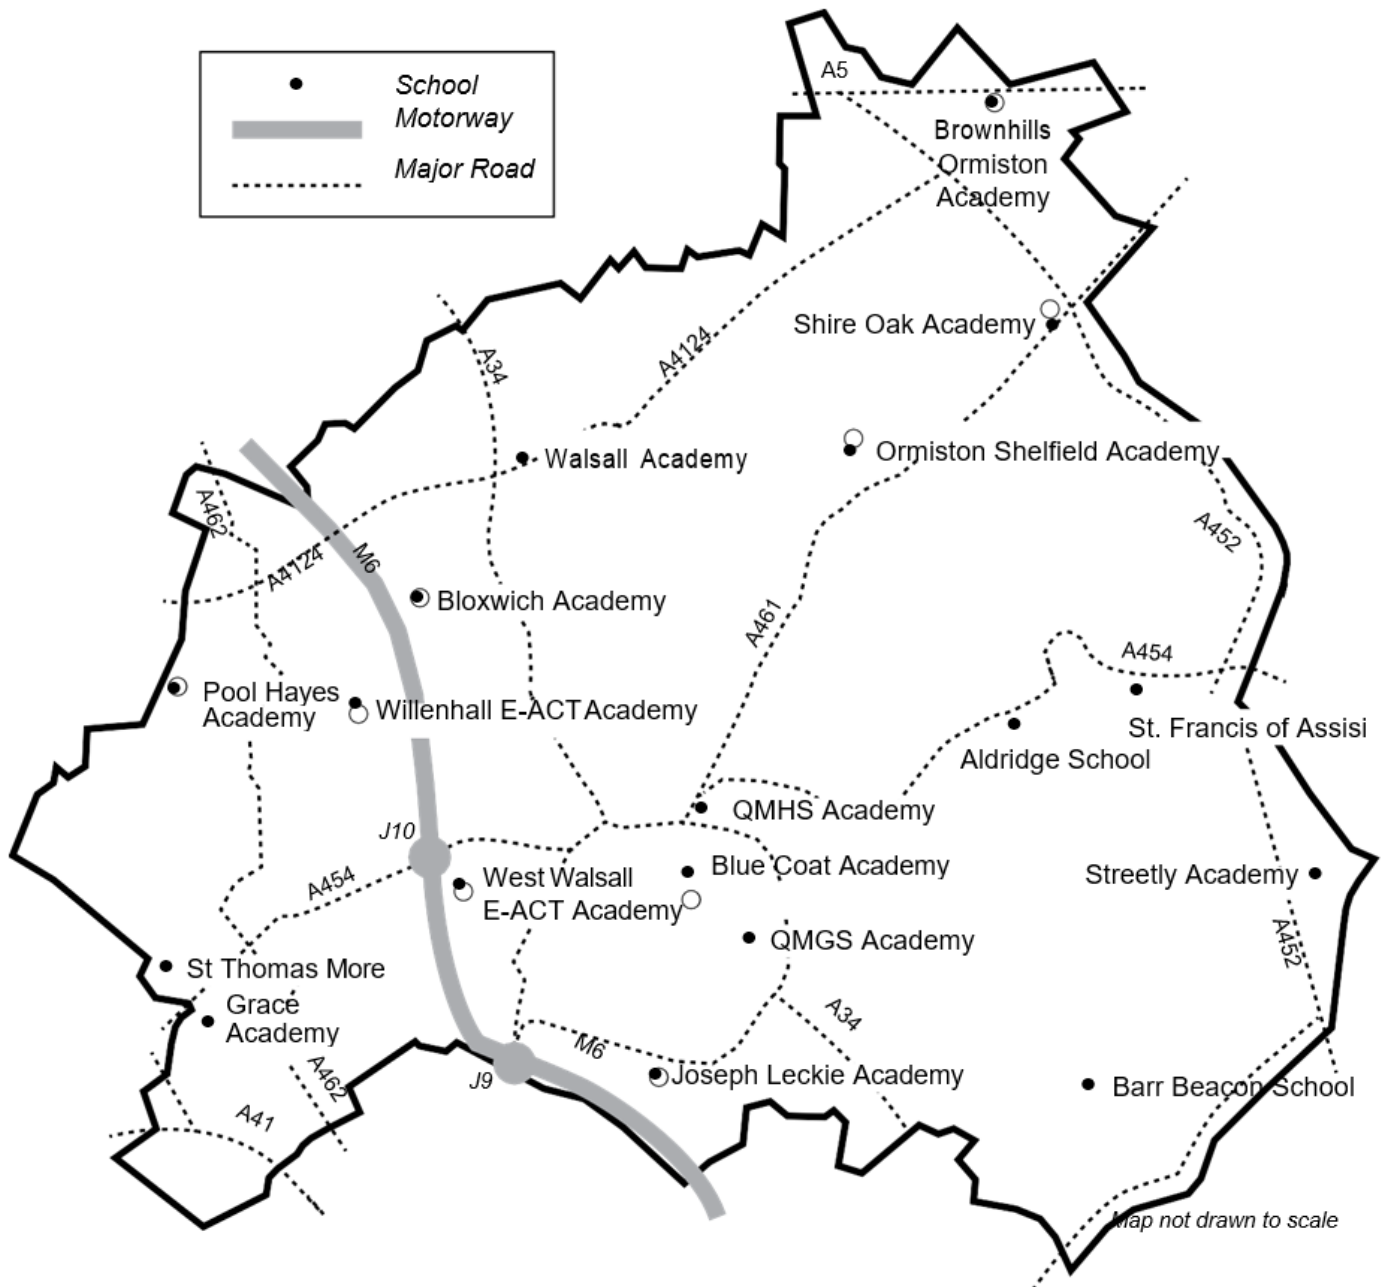 School
Motorway
Major Road
A5
Brownhills
Ormiston
Academy
Shire Oak Academy
A4124
A34
Walsall Academy
Ormiston Shelfield Academy
A462
A4124
M6
A452
Bloxwich Academy
A461
A454
Pool Hayes
Academy
Willenhall E-ACT Academy
St. Francis of Assisi
Aldridge School
QMHS Academy
J10
Blue Coat Academy
West Walsall
E-ACT Academy
A454
Streetly Academy
QMGS Academy
A452
St Thomas More
Grace
Academy
A34
M6
J9
Joseph Leckie Academy
A462
Barr Beacon School
A41
Map not drawn to scale